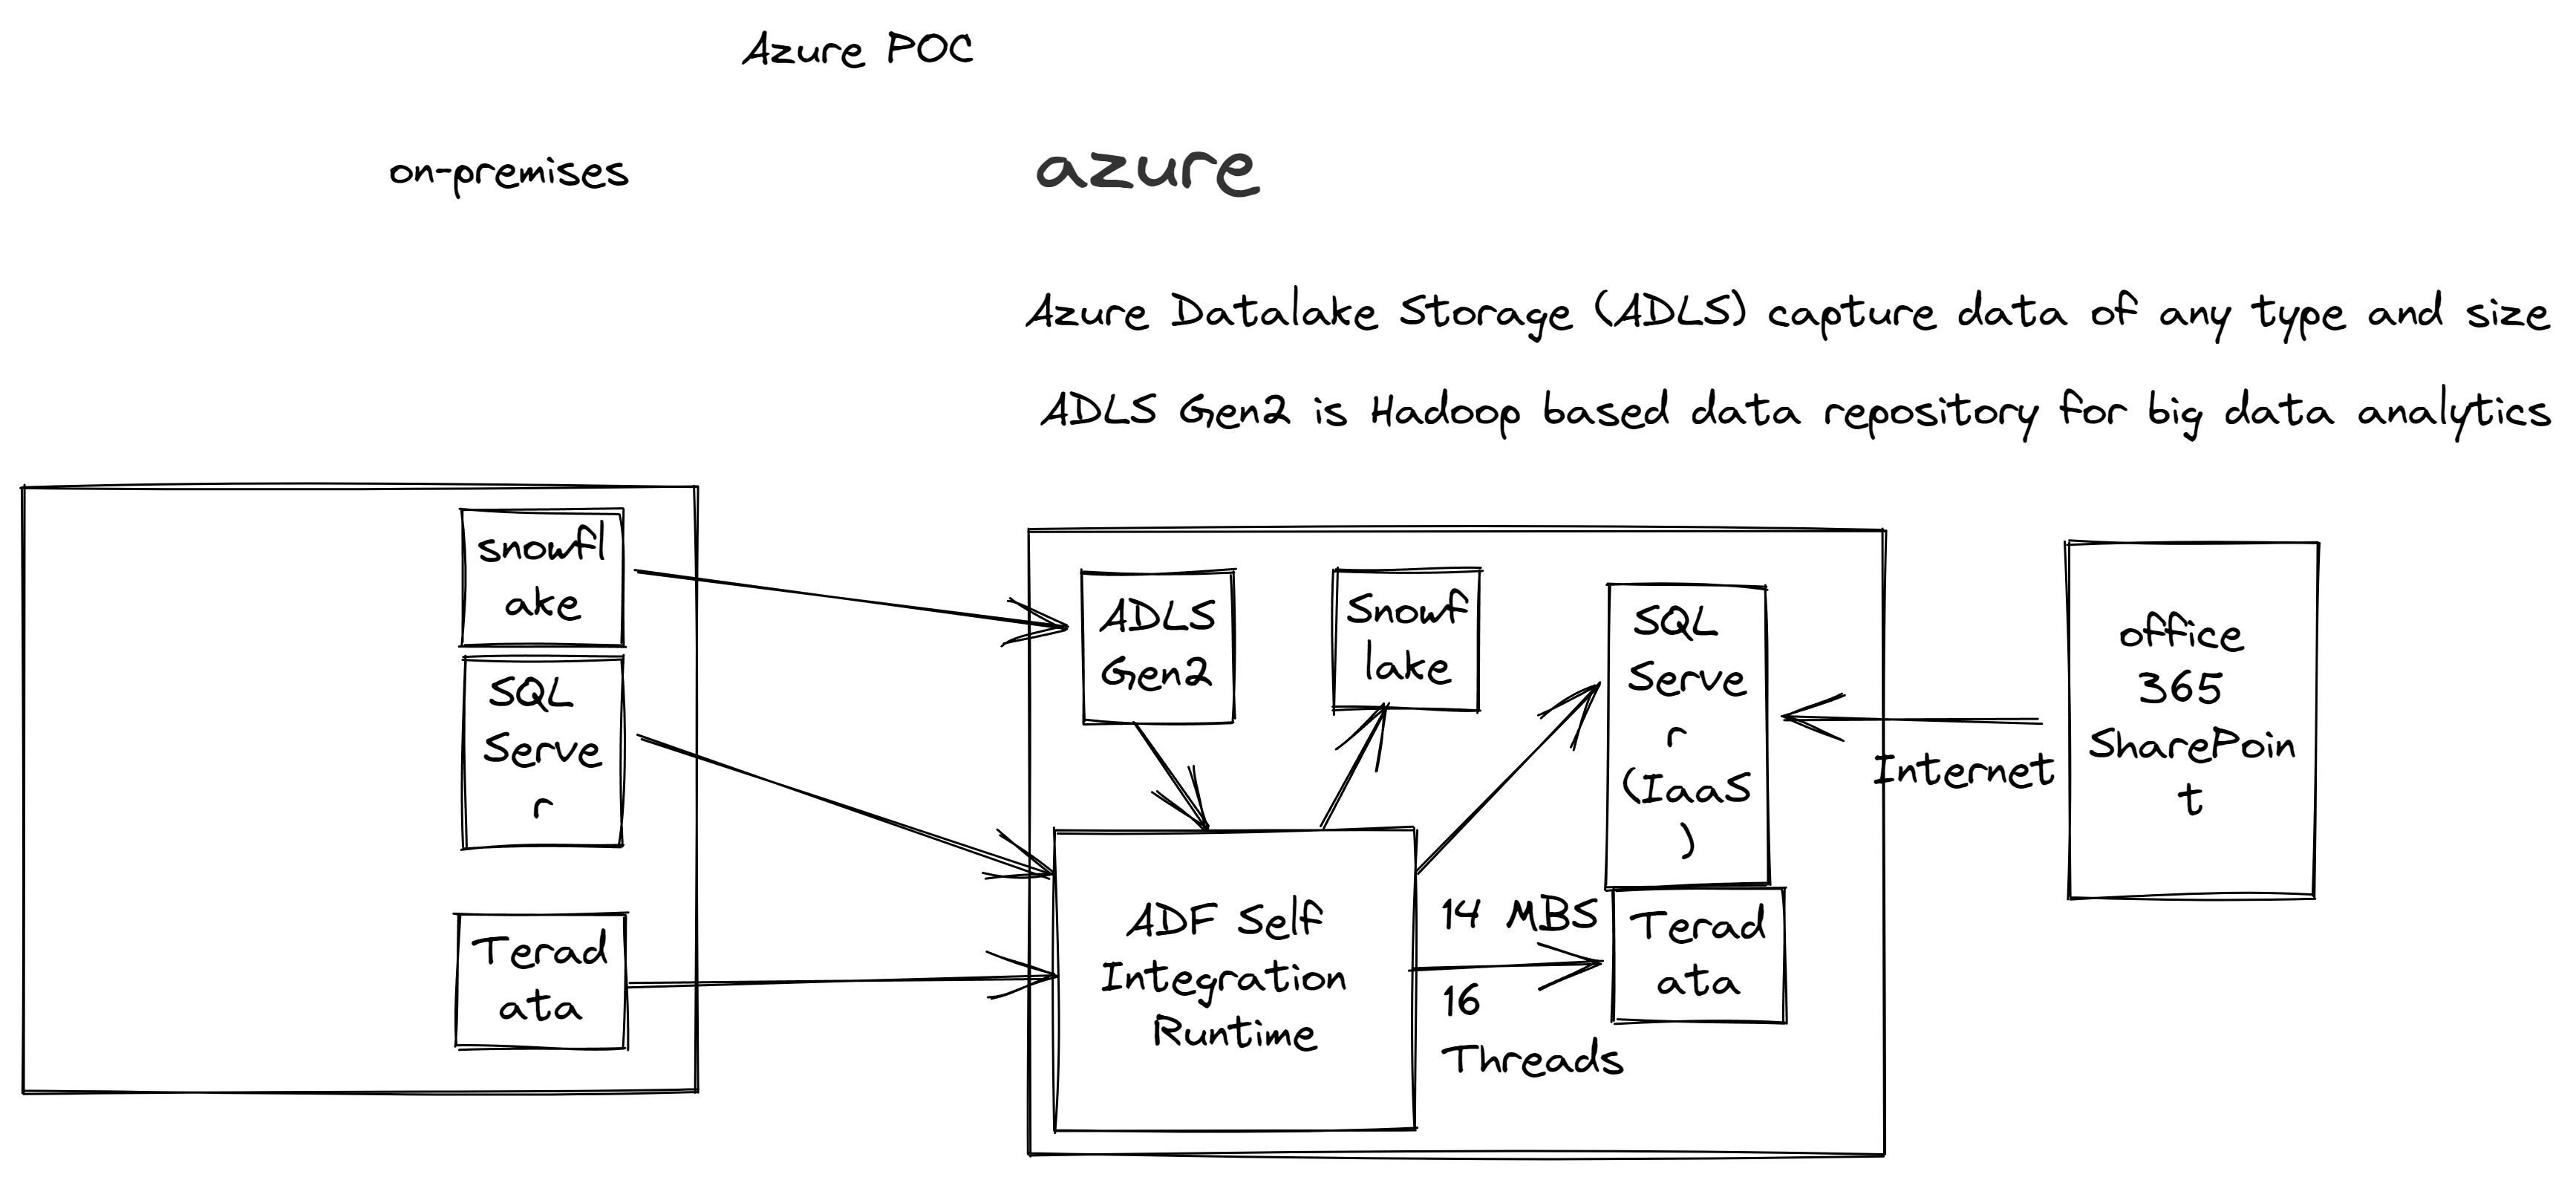 Azure POC
on-premises
azure
Azure Datalake Storage (ADLS) capture data of any type and size
ADLS Gen2 is Hadoop based data repository for big data analytics
snowfl
ake
SQL
Serve
r
Terad
ata
ADLS
Gen2
Snowf
lake
SQL
Serve
r
(IaaS
)
ADF Self
Integration
Runtime
14 MBS
16
Threads
Terad
ata
Internet
office
365
SharePoin
t